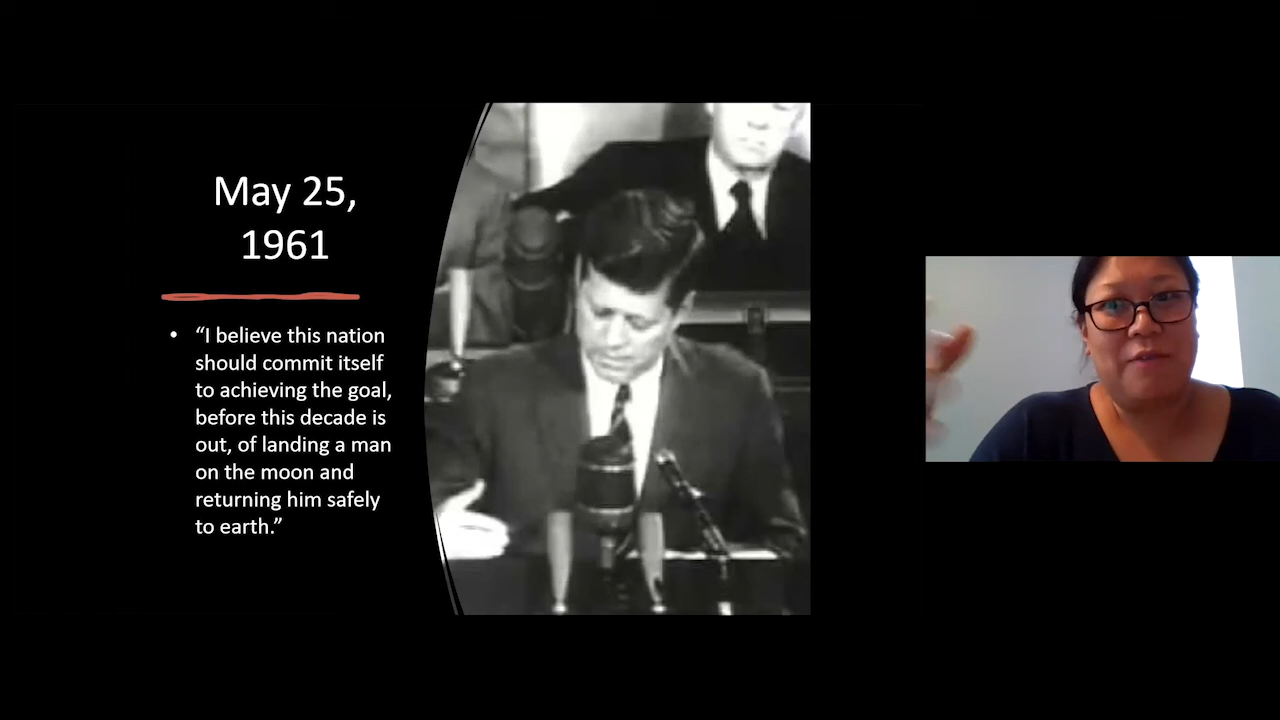 May 25,
1961
• “I believe this nation
should commit itself
to achieving the goal,
before this decade is
out, of landing a man
on the moon and
returning him safely
to earth.”